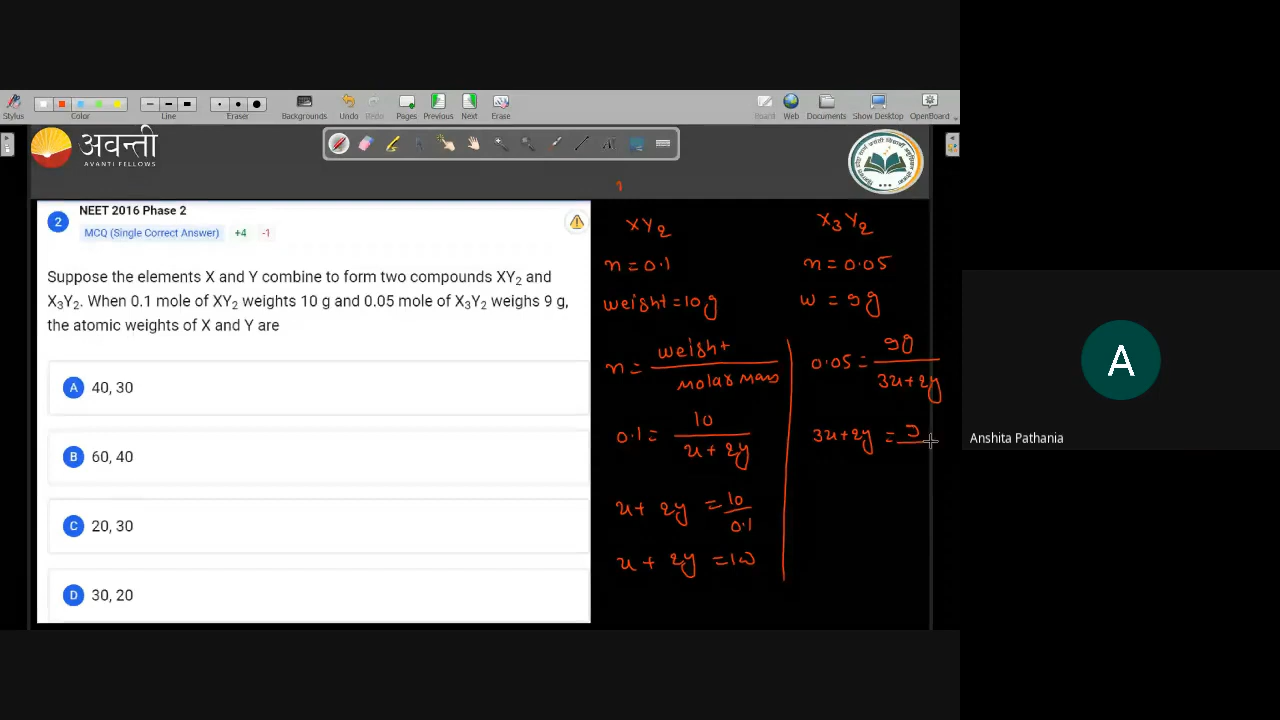 Stylus
Color
Line
Eraser
Backgrounds
Undo
Redo
Pages
Previous
Next
Erase
Board
Web
Documents
Show Desktop
OpenBoard
अवन्ती
AVANTI FELLOWS
2
NEET 2016 Phase 2
MCQ (Single Correct Answer) +4 -1
Suppose the elements X and Y combine to form two compounds XY₂ and
X₃Y₂. When 0.1 mole of XY₂ weights 10 g and 0.05 mole of X₃Y₂ weighs 9 g,
the atomic weights of X and Y are
A 40, 30
B 60, 40
C 20, 30
D 30, 20
XY₂
n = 0.1
weight = 10g
n = weight / molar mass
0.1 = 10 / x + 2y
x + 2y = 10 / 0.1
x + 2y = 100
X₃Y₂
n = 0.05
w = 9g
0.05 = 9g / 3x + 2y
3x + 2y = 9
A
Anshita Pathania